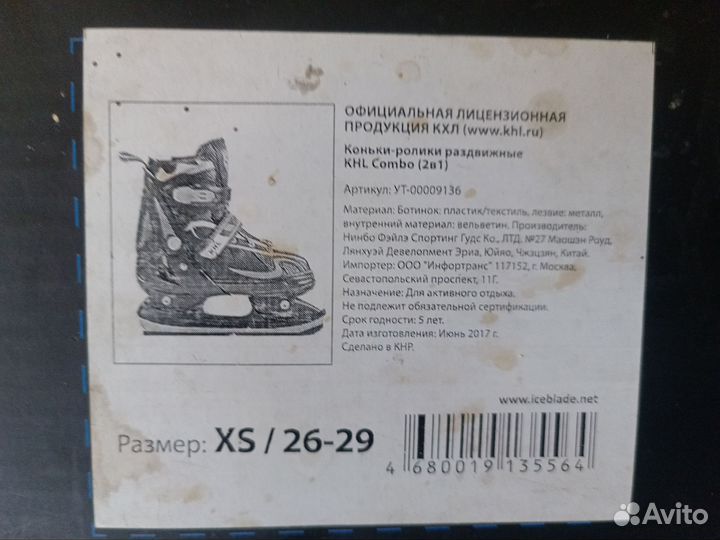 ОФИЦИАЛЬНАЯ ЛИЦЕНЗИОННАЯ
ПРОДУКЦИЯ КХЛ (www.khl.ru)
Коньки-ролики раздвижные
KHL Combo (2в1)
Артикул: УТ-00009136
Материал: Ботинок: пластик/текстиль, лезвие: металл,
внутренний материал: вельветин. Производитель:
Нинбо Фэйлэ Спортинг Гудс Ко., ЛТД. №27 Маошэн Роуд,
Лянхуэй Девелопмент Эриа, Юйяо, Чжэцзян, Китай.
Импортер: ООО "Инфортранс" 117152, г. Москва,
Севастопольский проспект, 11Г.
Назначение: Для активного отдыха.
Не подлежит обязательной сертификации.
Срок годности: 5 лет.
Дата изготовления: Июнь 2017 г.
Сделано в КНР.
KHL
www.iceblade.net
Размер: XS / 26-29
4 680019 135564
Avito